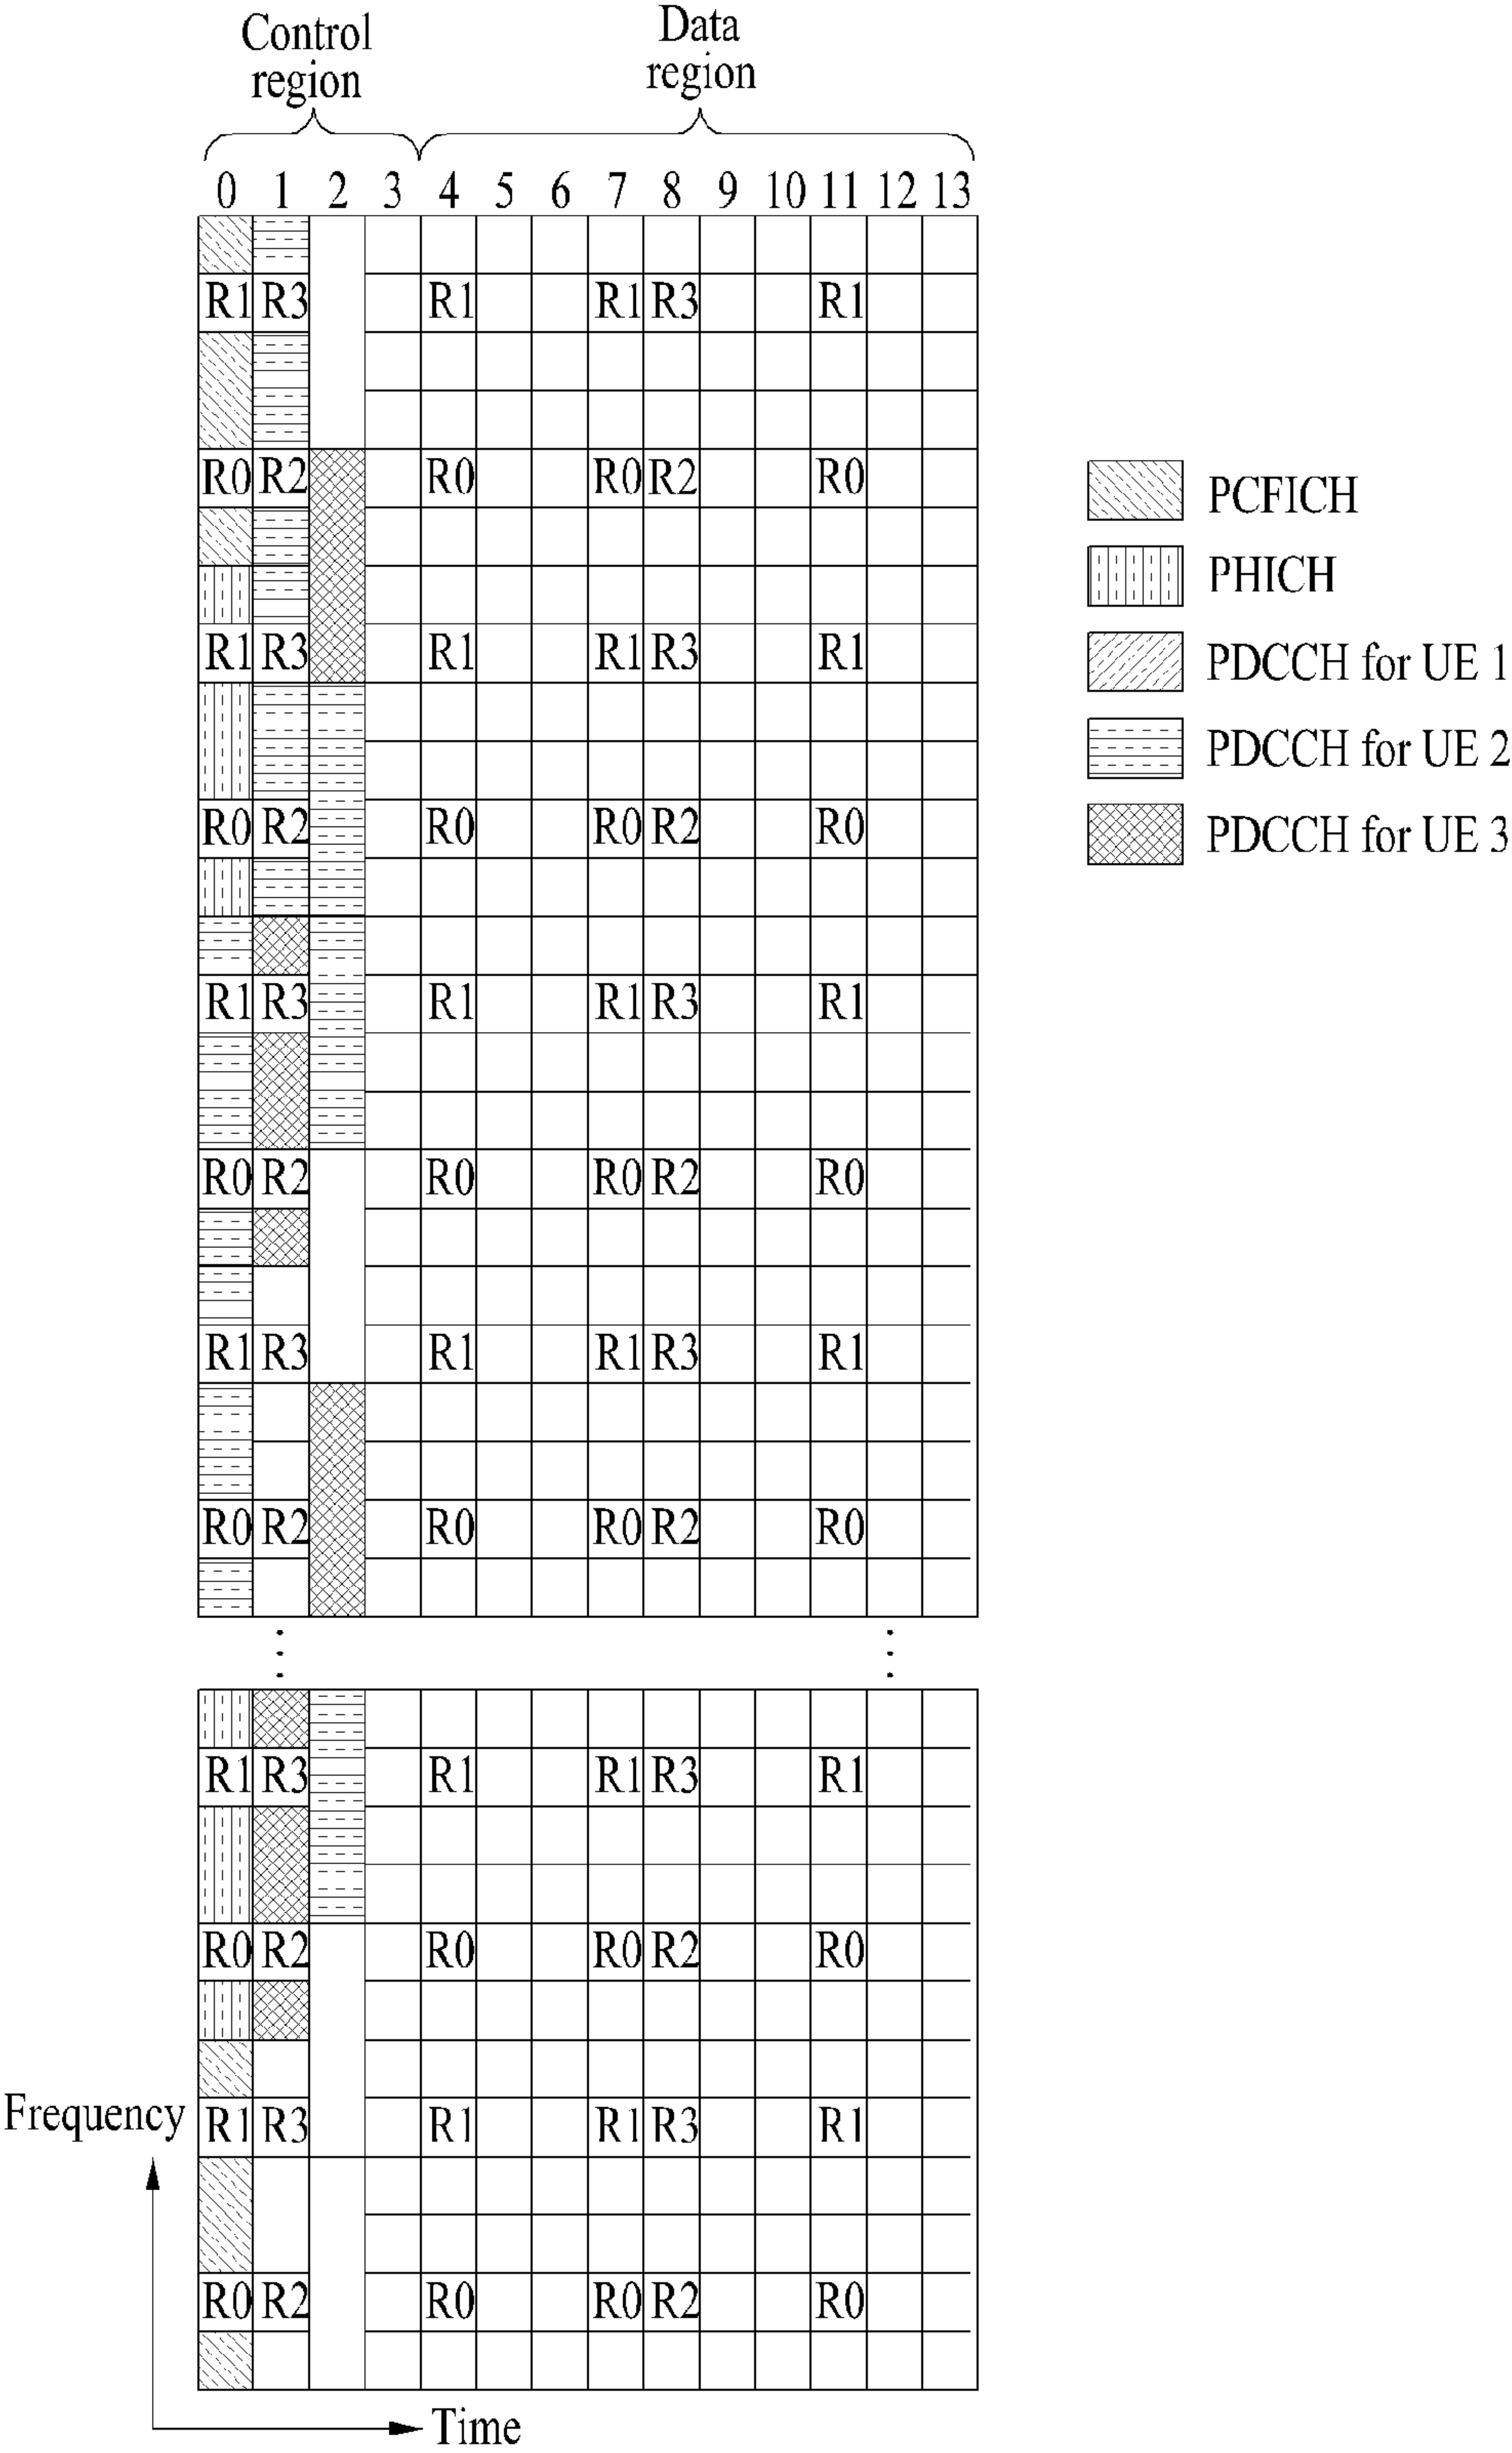 Control region
Data region
0 1 2 3 4 5 6 7 8 9 10 11 12 13
R1 R3 R1 R1 R3 R1
R0 R2 R0 R0 R2 R0
PCFICH
PHICH
R1 R3 R1 R1 R3 R1
PDCCH for UE 1
PDCCH for UE 2
R0 R2 R0 R0 R2 R0
PDCCH for UE 3
R1 R3 R1 R1 R3 R1
R0 R2 R0 R0 R2 R0
R1 R3 R1 R1 R3 R1
R0 R2 R0 R0 R2 R0
R1 R3 R1 R1 R3 R1
R0 R2 R0 R0 R2 R0
Frequency
R1 R3 R1 R1 R3 R1
R0 R2 R0 R0 R2 R0
Time